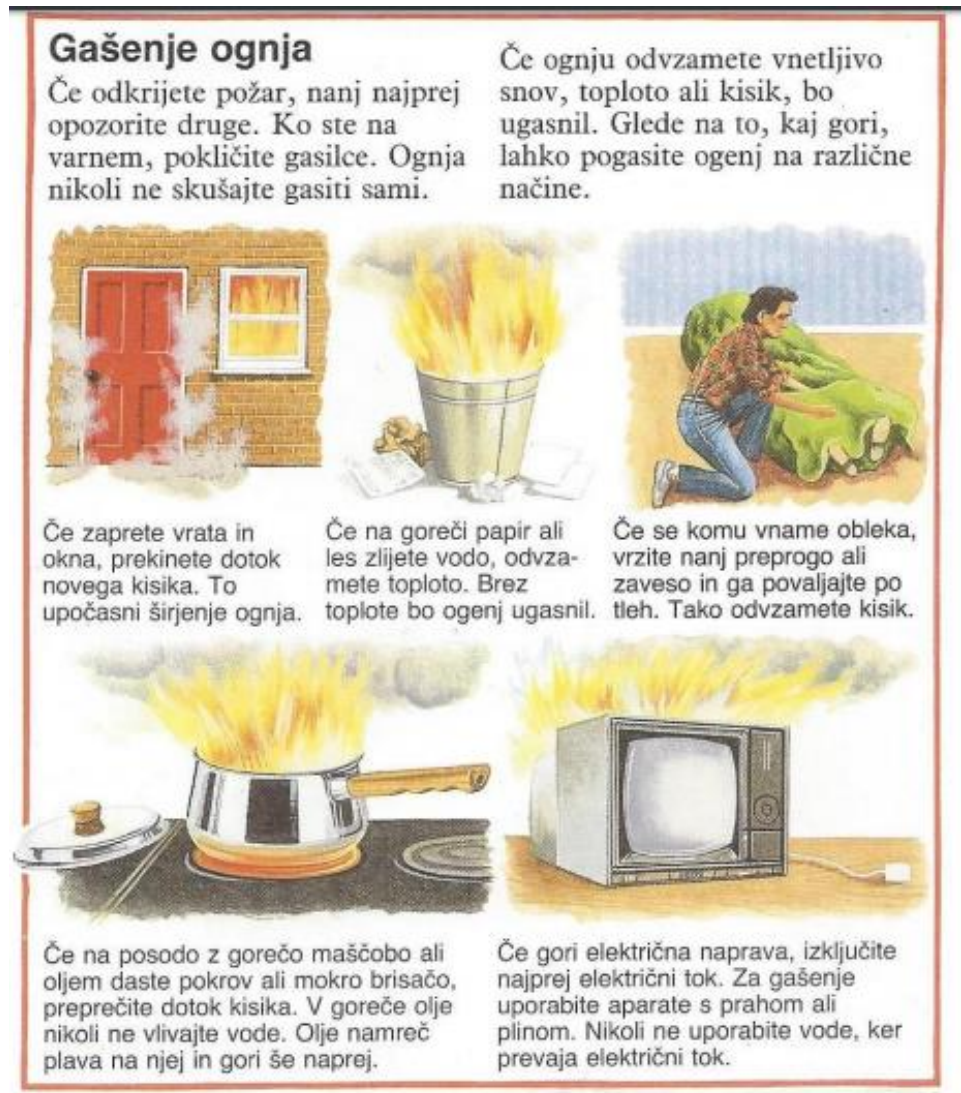 Gašenje ognja
Če odkrijete požar, nanj najprej
opozorite druge. Ko ste na
varnem, pokličite gasilce. Ognja
nikoli ne skušajte gasiti sami.
Če ognju odvzamete vnetljivo
snov, toploto ali kisik, bo
ugasnil. Glede na to, kaj gori,
lahko pogasite ogenj na različne
načine.
Če zaprete vrata in
okna, prekinete dotok
novega kisika. To
upočasni širjenje ognja.
Če na goreči papir ali
les zlijete vodo, odvza-
mete toploto. Brez
toplote bo ogenj ugasnil.
Če se komu vname obleka,
vrzite nanj preprogo ali
zaveso in ga povaljajte po
tleh. Tako odvzamete kisik.
Če na posodo z gorečo maščobo ali
oljem daste pokrov ali mokro brisačo,
preprečite dotok kisika. V goreče olje
nikoli ne vlivajte vode. Olje namreč
plava na njej in gori še naprej.
Če gori električna naprava, izključite
najprej električni tok. Za gašenje
uporabite aparate s prahom ali
plinom. Nikoli ne uporabite vode, ker
prevaja električni tok.